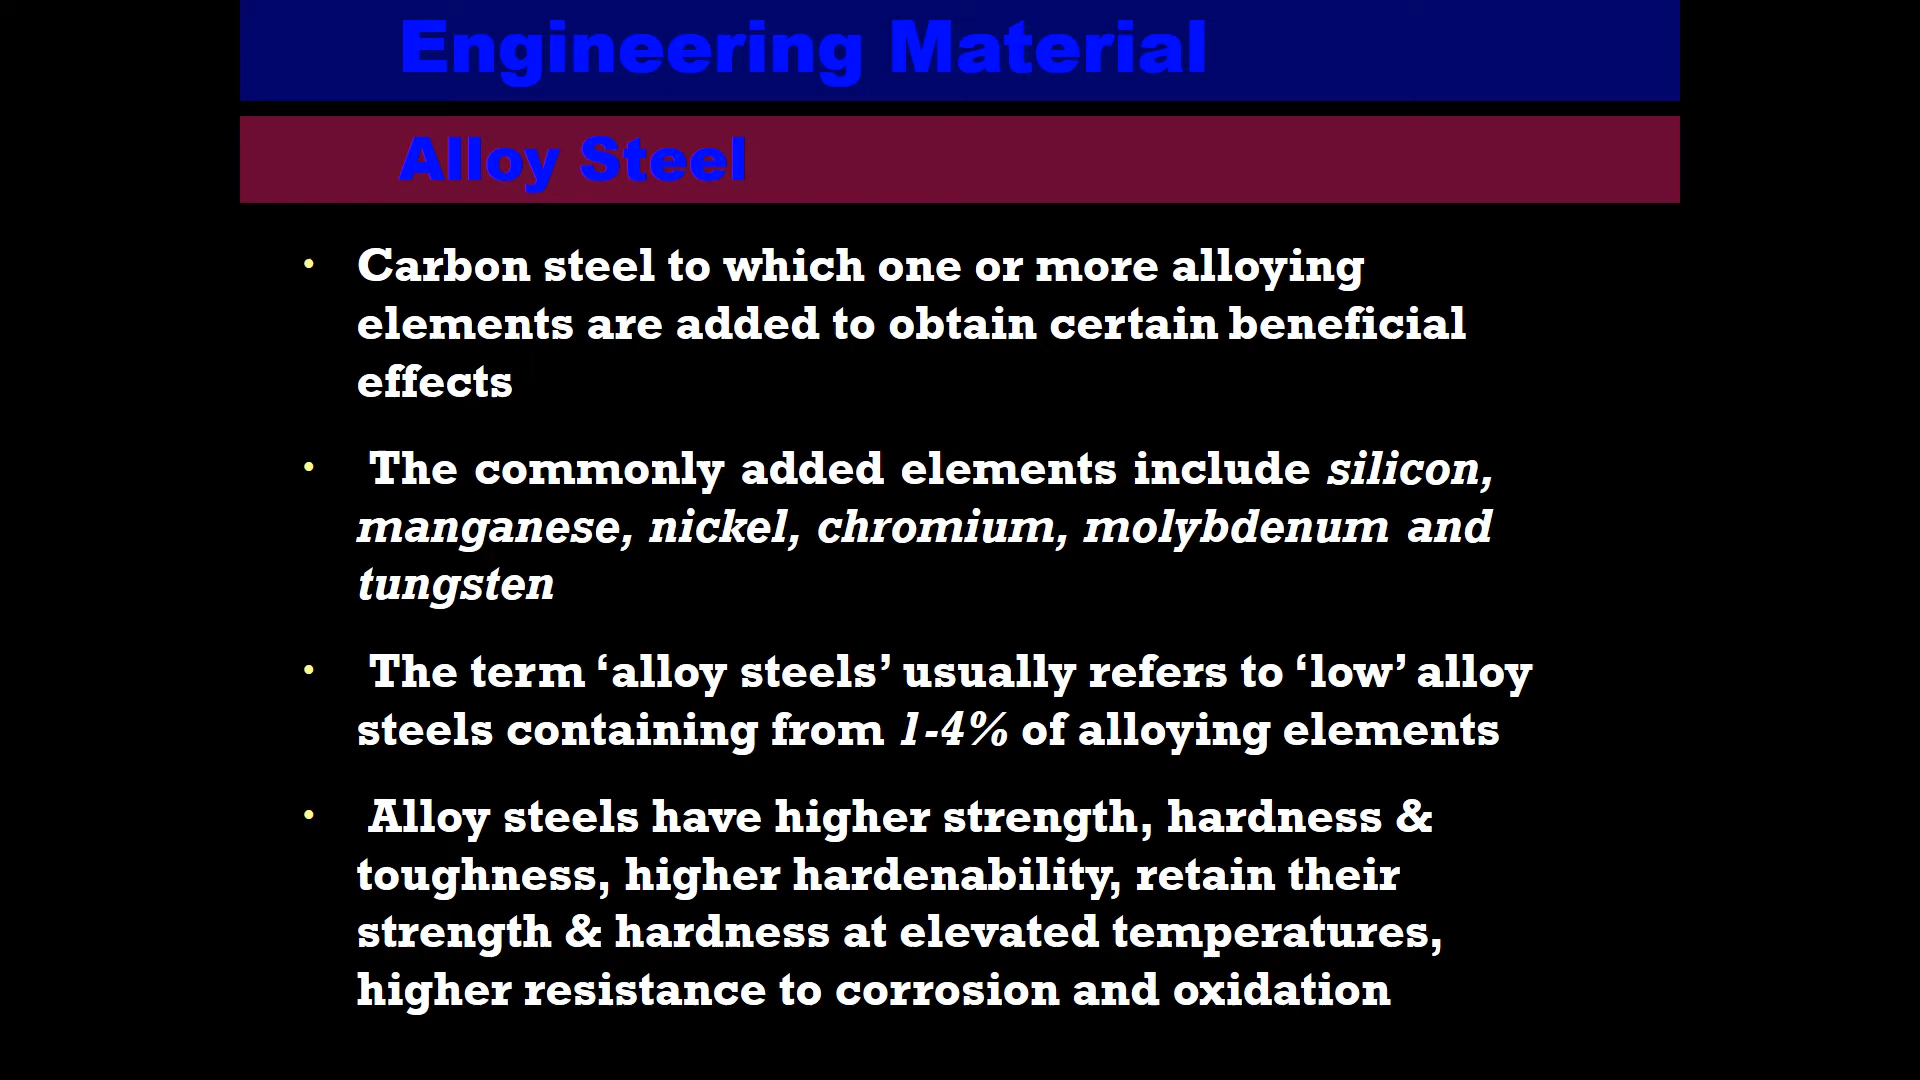 Engineering Material
Alloy Steel
• Carbon steel to which one or more alloying
elements are added to obtain certain beneficial
effects
• The commonly added elements include silicon,
manganese, nickel, chromium, molybdenum and
tungsten
• The term ‘alloy steels’ usually refers to ‘low’ alloy
steels containing from 1-4% of alloying elements
• Alloy steels have higher strength, hardness &
toughness, higher hardenability, retain their
strength & hardness at elevated temperatures,
higher resistance to corrosion and oxidation